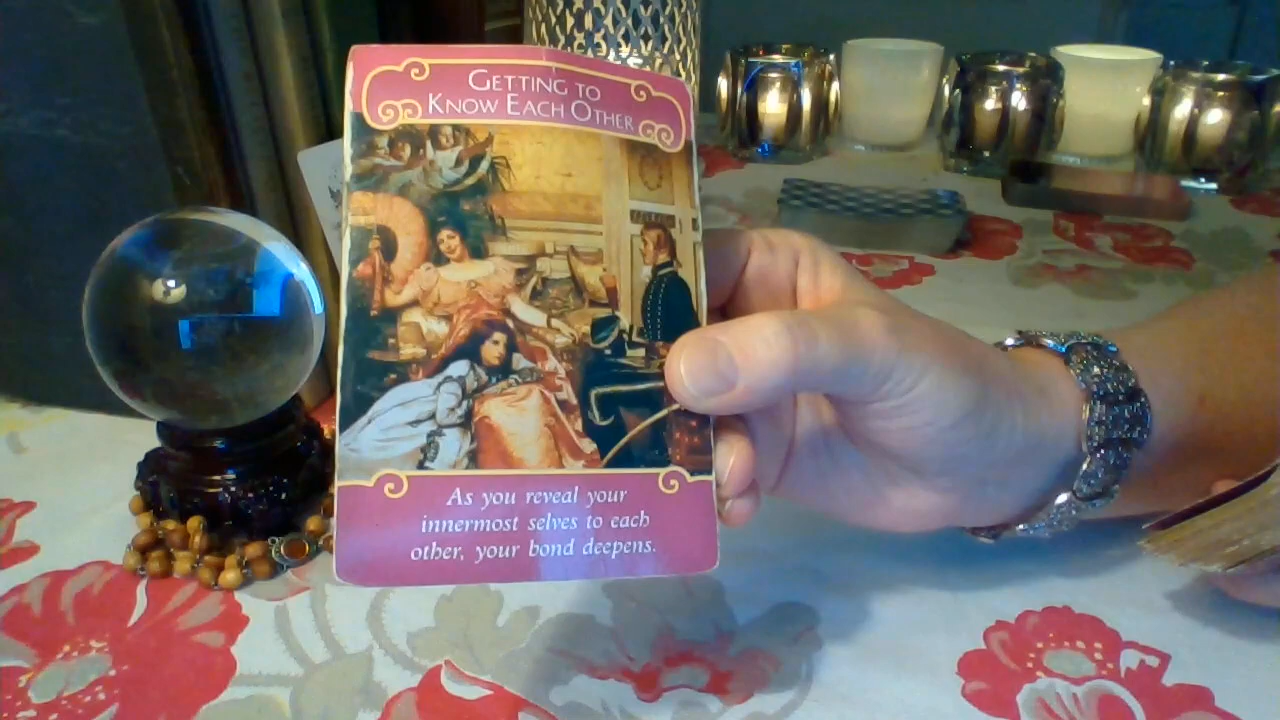 GETTING TO
KNOW EACH OTHER
As you reveal your
innermost selves to each
other, your bond deepens.